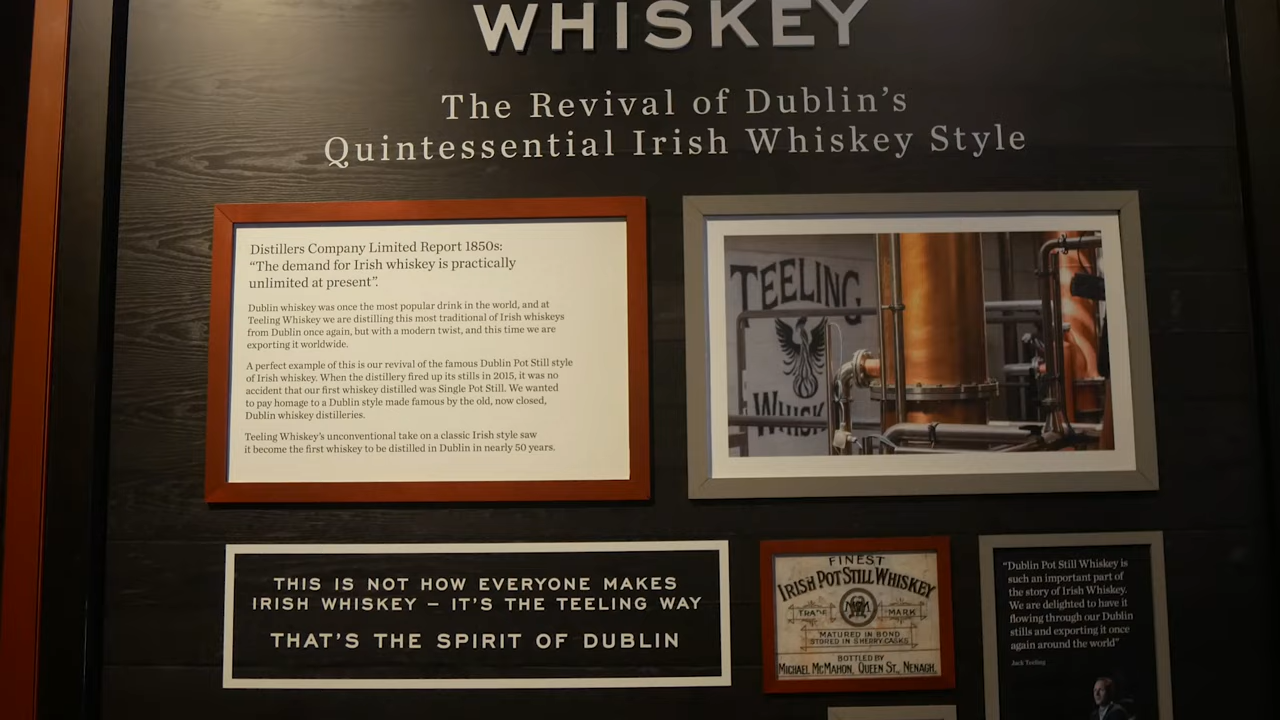 WHISKEY
The Revival of Dublin's
Quintessential Irish Whiskey Style
Distillers Company Limited Report 1850s:
“The demand for Irish whiskey is practically
unlimited at present”.
Dublin whiskey was once the most popular drink in the world, and at
Teeling Whiskey we are distilling this most traditional of Irish whiskeys
from Dublin once again, but with a modern twist, and this time we are
exporting it worldwide.
A perfect example of this is our revival of the famous Dublin Pot Still style
of Irish whiskey. When the distillery fired up its stills in 2015, it was no
accident that our first whiskey distilled was Single Pot Still. We wanted
to pay homage to a Dublin style made famous by the old, now closed,
Dublin whiskey distilleries.
Teeling Whiskey's unconventional take on a classic Irish style saw
it become the first whiskey to be distilled in Dublin in nearly 50 years.
TEELING
WHISK
THIS IS NOT HOW EVERYONE MAKES
IRISH WHISKEY – IT'S THE TEELING WAY
THAT'S THE SPIRIT OF DUBLIN
FINEST
IRISH POT STILL WHISKEY
TRADE MARK
MATURED IN BOND
STORED IN SHERRY CASKS
BOTTLED BY
MICHAEL MCMAHON, QUEEN ST., NENAGH.
“Dublin Pot Still Whiskey is
such an important part of
the story of Irish Whiskey.
We are delighted to have it
flowing through our Dublin
stills and exporting it once
again around the world”
Jack Teeling